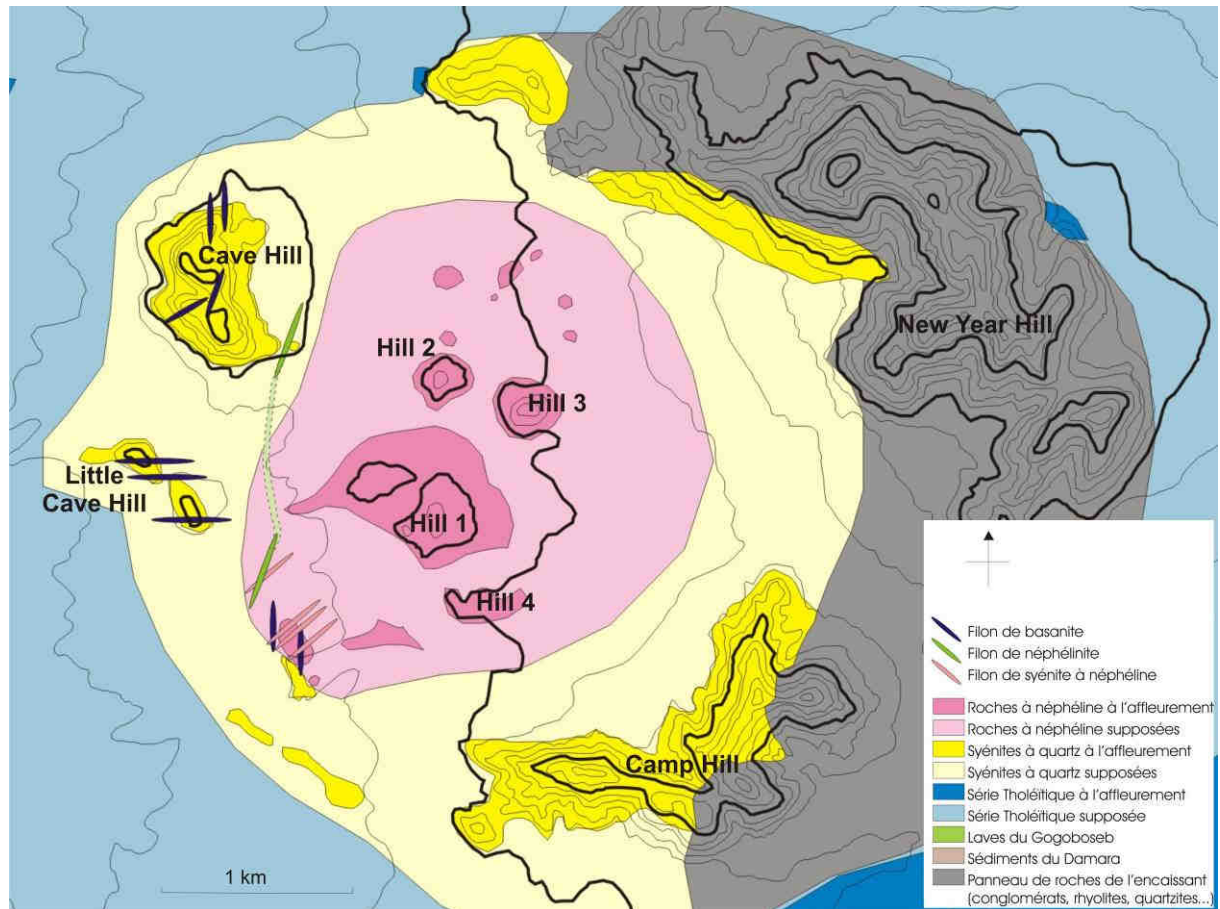 Cave Hill
New Year Hill
Hill 2
Hill 3
Little
Cave Hill
Hill 1
Hill 4
Camp Hill
1 km
Filon de basanite
Filon de néphélinite
Filon de syénite à néphéline
Roches à néphéline à l'affleurement
Roches à néphéline supposées
Syénites à quartz à l'affleurement
Syénites à quartz supposées
Série Tholéïtique à l'affleurement
Série Tholéïtique supposée
Laves du Gogoboseb
Sédiments du Damara
Panneau de roches de l'encaissant
(conglomérats, rhyolites, quartzites...)